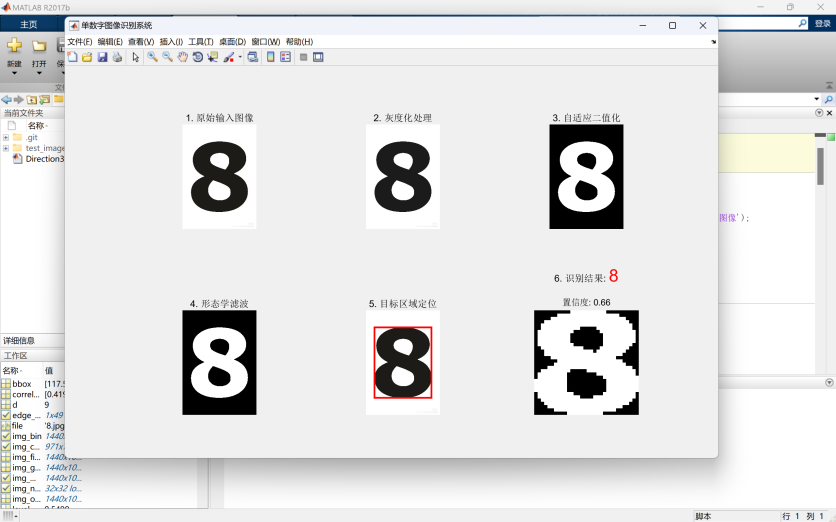 MATLAB R2017b
主页
登录
新建
打开
单数字图像识别系统
文件(F) 编辑(E) 查看(V) 插入(I) 工具(T) 桌面(D) 窗口(W) 帮助(H)
1. 原始输入图像
2. 灰度化处理
3. 自适应二值化
8
8
8
4. 形态学滤波
5. 目标区域定位
6. 识别结果: 8
置信度: 0.66
8
8
8
当前文件夹
名称
.git
test_image
Direction3
图像');
详细信息
工作区
名称 值
bbox [117.5
correl... [0.419
d 9
edge_... 1x49
file '8.jpg
img_bin 1440
img_c... 971x
img_fi... 1440x10...
img_g... 1440x10...
img_... 1440x10...
img_n... 32x32 lo...
img_o... 1440x10...
脚本
行 1 列 1